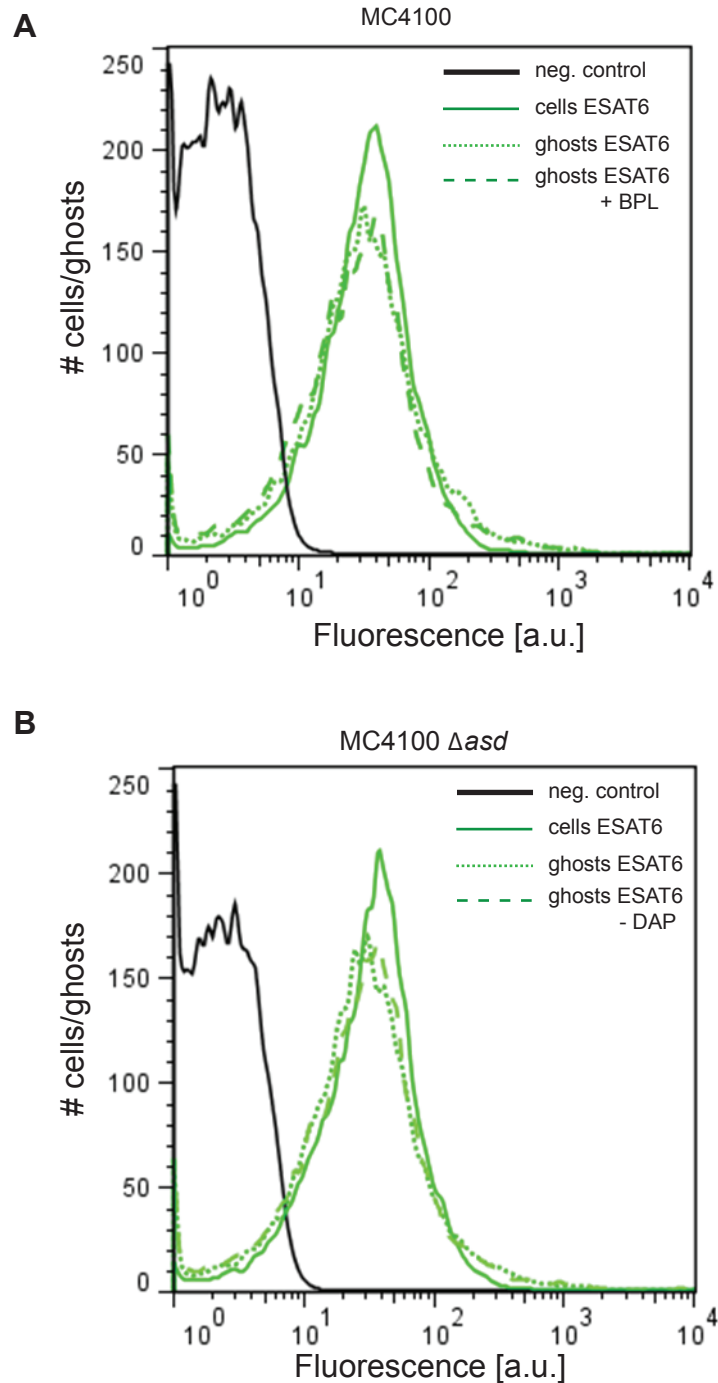 A
MC4100
250
200
150
100
50
0
# cells/ghosts
neg. control
cells ESAT6
ghosts ESAT6
ghosts ESAT6
+ BPL
10^0 10^1 10^2 10^3 10^4
Fluorescence [a.u.]
B
MC4100 Δasd
250
200
150
100
50
0
# cells/ghosts
neg. control
cells ESAT6
ghosts ESAT6
ghosts ESAT6
- DAP
10^0 10^1 10^2 10^3 10^4
Fluorescence [a.u.]